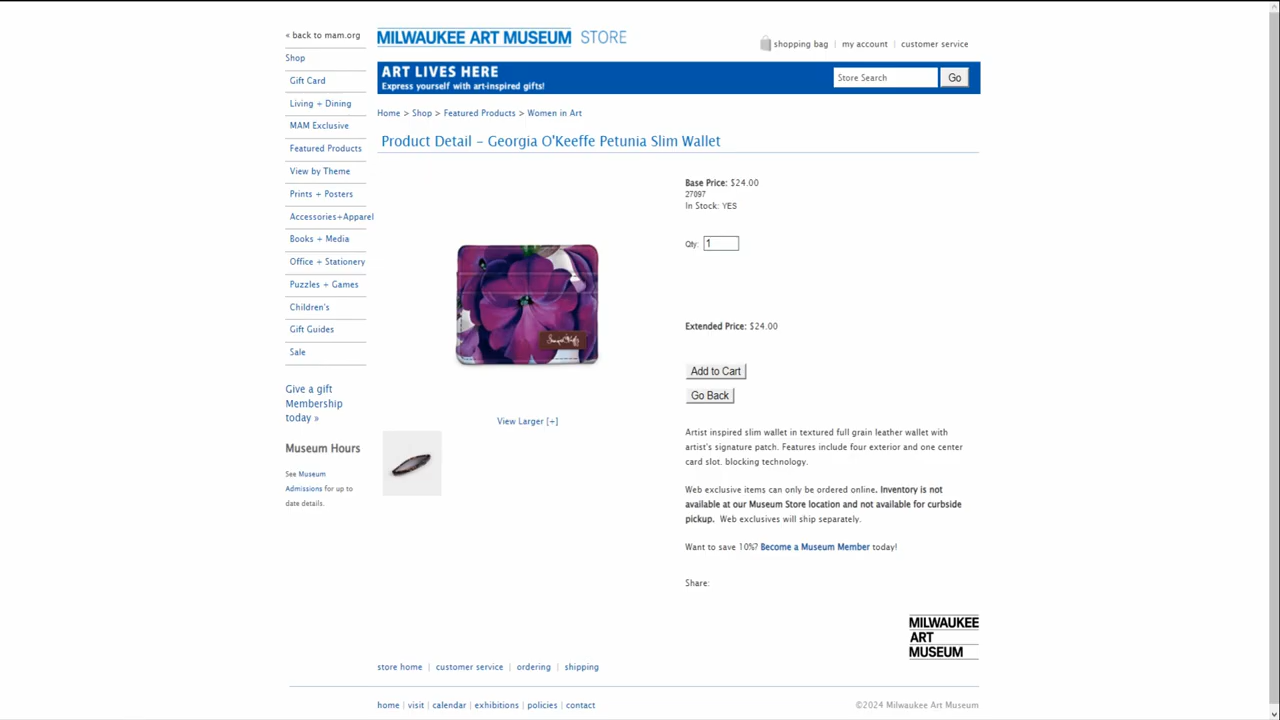 « back to mam.org
MILWAUKEE ART MUSEUM STORE
shopping bag | my account | customer service
ART LIVES HERE
Express yourself with art-inspired gifts!
Store Search
Go
Shop
Gift Card
Living + Dining
MAM Exclusive
Featured Products
View by Theme
Prints + Posters
Accessories+Apparel
Books + Media
Office + Stationery
Puzzles + Games
Children's
Gift Guides
Sale
Give a gift
Membership
today »
Museum Hours
See Museum
Admissions for up to
date details.
Home > Shop > Featured Products > Women in Art
Product Detail - Georgia O'Keeffe Petunia Slim Wallet
View Larger [+]
Base Price: $24.00
27097
In Stock: YES
Qty: 1
Extended Price: $24.00
Add to Cart
Go Back
Artist inspired slim wallet in textured full grain leather wallet with
artist's signature patch. Features include four exterior and one center
card slot. blocking technology.
Web exclusive items can only be ordered online. Inventory is not
available at our Museum Store location and not available for curbside
pickup. Web exclusives will ship separately.
Want to save 10%? Become a Museum Member today!
Share:
MILWAUKEE
ART
MUSEUM
store home | customer service | ordering | shipping
home | visit | calendar | exhibitions | policies | contact
©2024 Milwaukee Art Museum